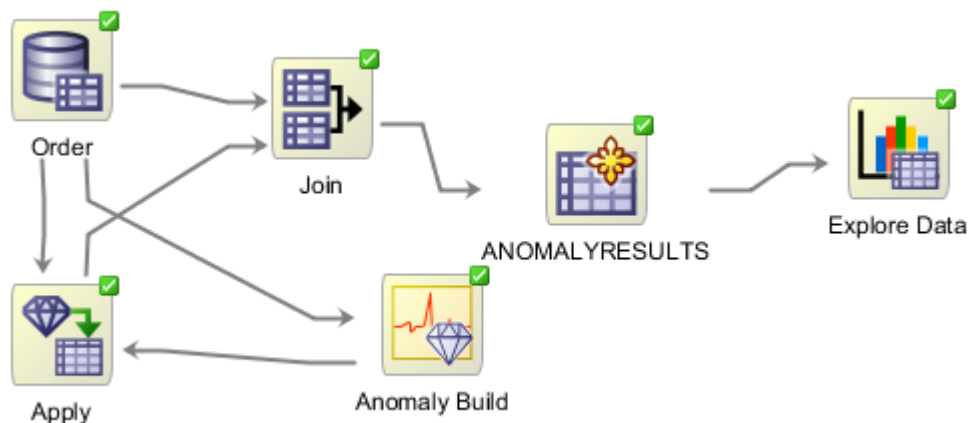 Order
Join
ANOMALYRESULTS
Explore Data
Apply
Anomaly Build